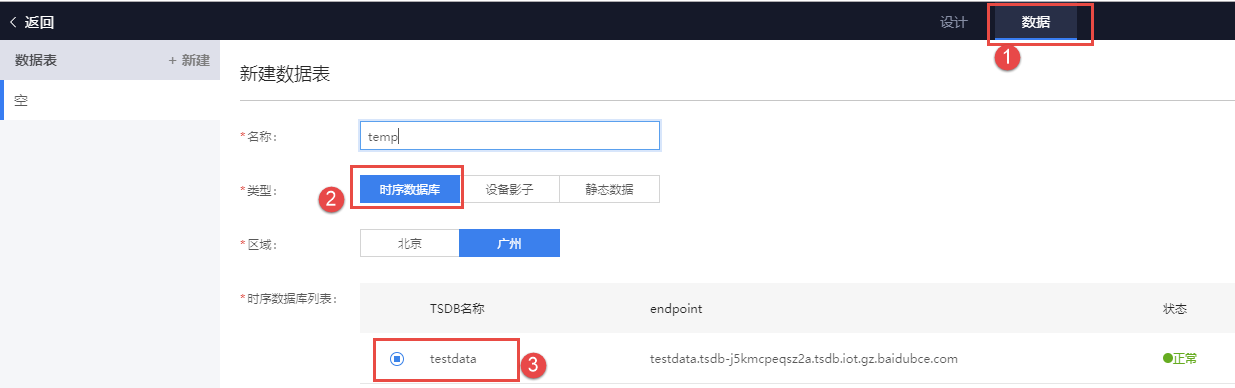 返回
设计
数据
1
数据表
+ 新建
新建数据表
空
*名称：
temp
*类型：
2
时序数据库
设备影子
静态数据
*区域：
北京
广州
*时序数据库列表：
TSDB名称
endpoint
状态
testdata
3
testdata.tsdb-j5kmcpeqsz2a.tsdb.iot.gz.baidubce.com
正常